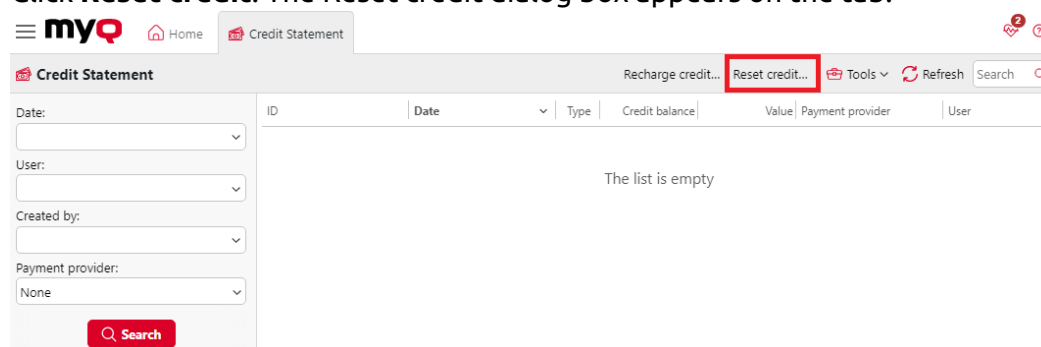 Click Reset credit. The Reset credit dialog box appears on the tab.
myQ Home Credit Statement 2
Credit Statement Recharge credit... Reset credit... Tools Refresh Search
Date: ID Date Type Credit balance Value Payment provider User
User:
The list is empty
Created by:
Payment provider:
None
Search